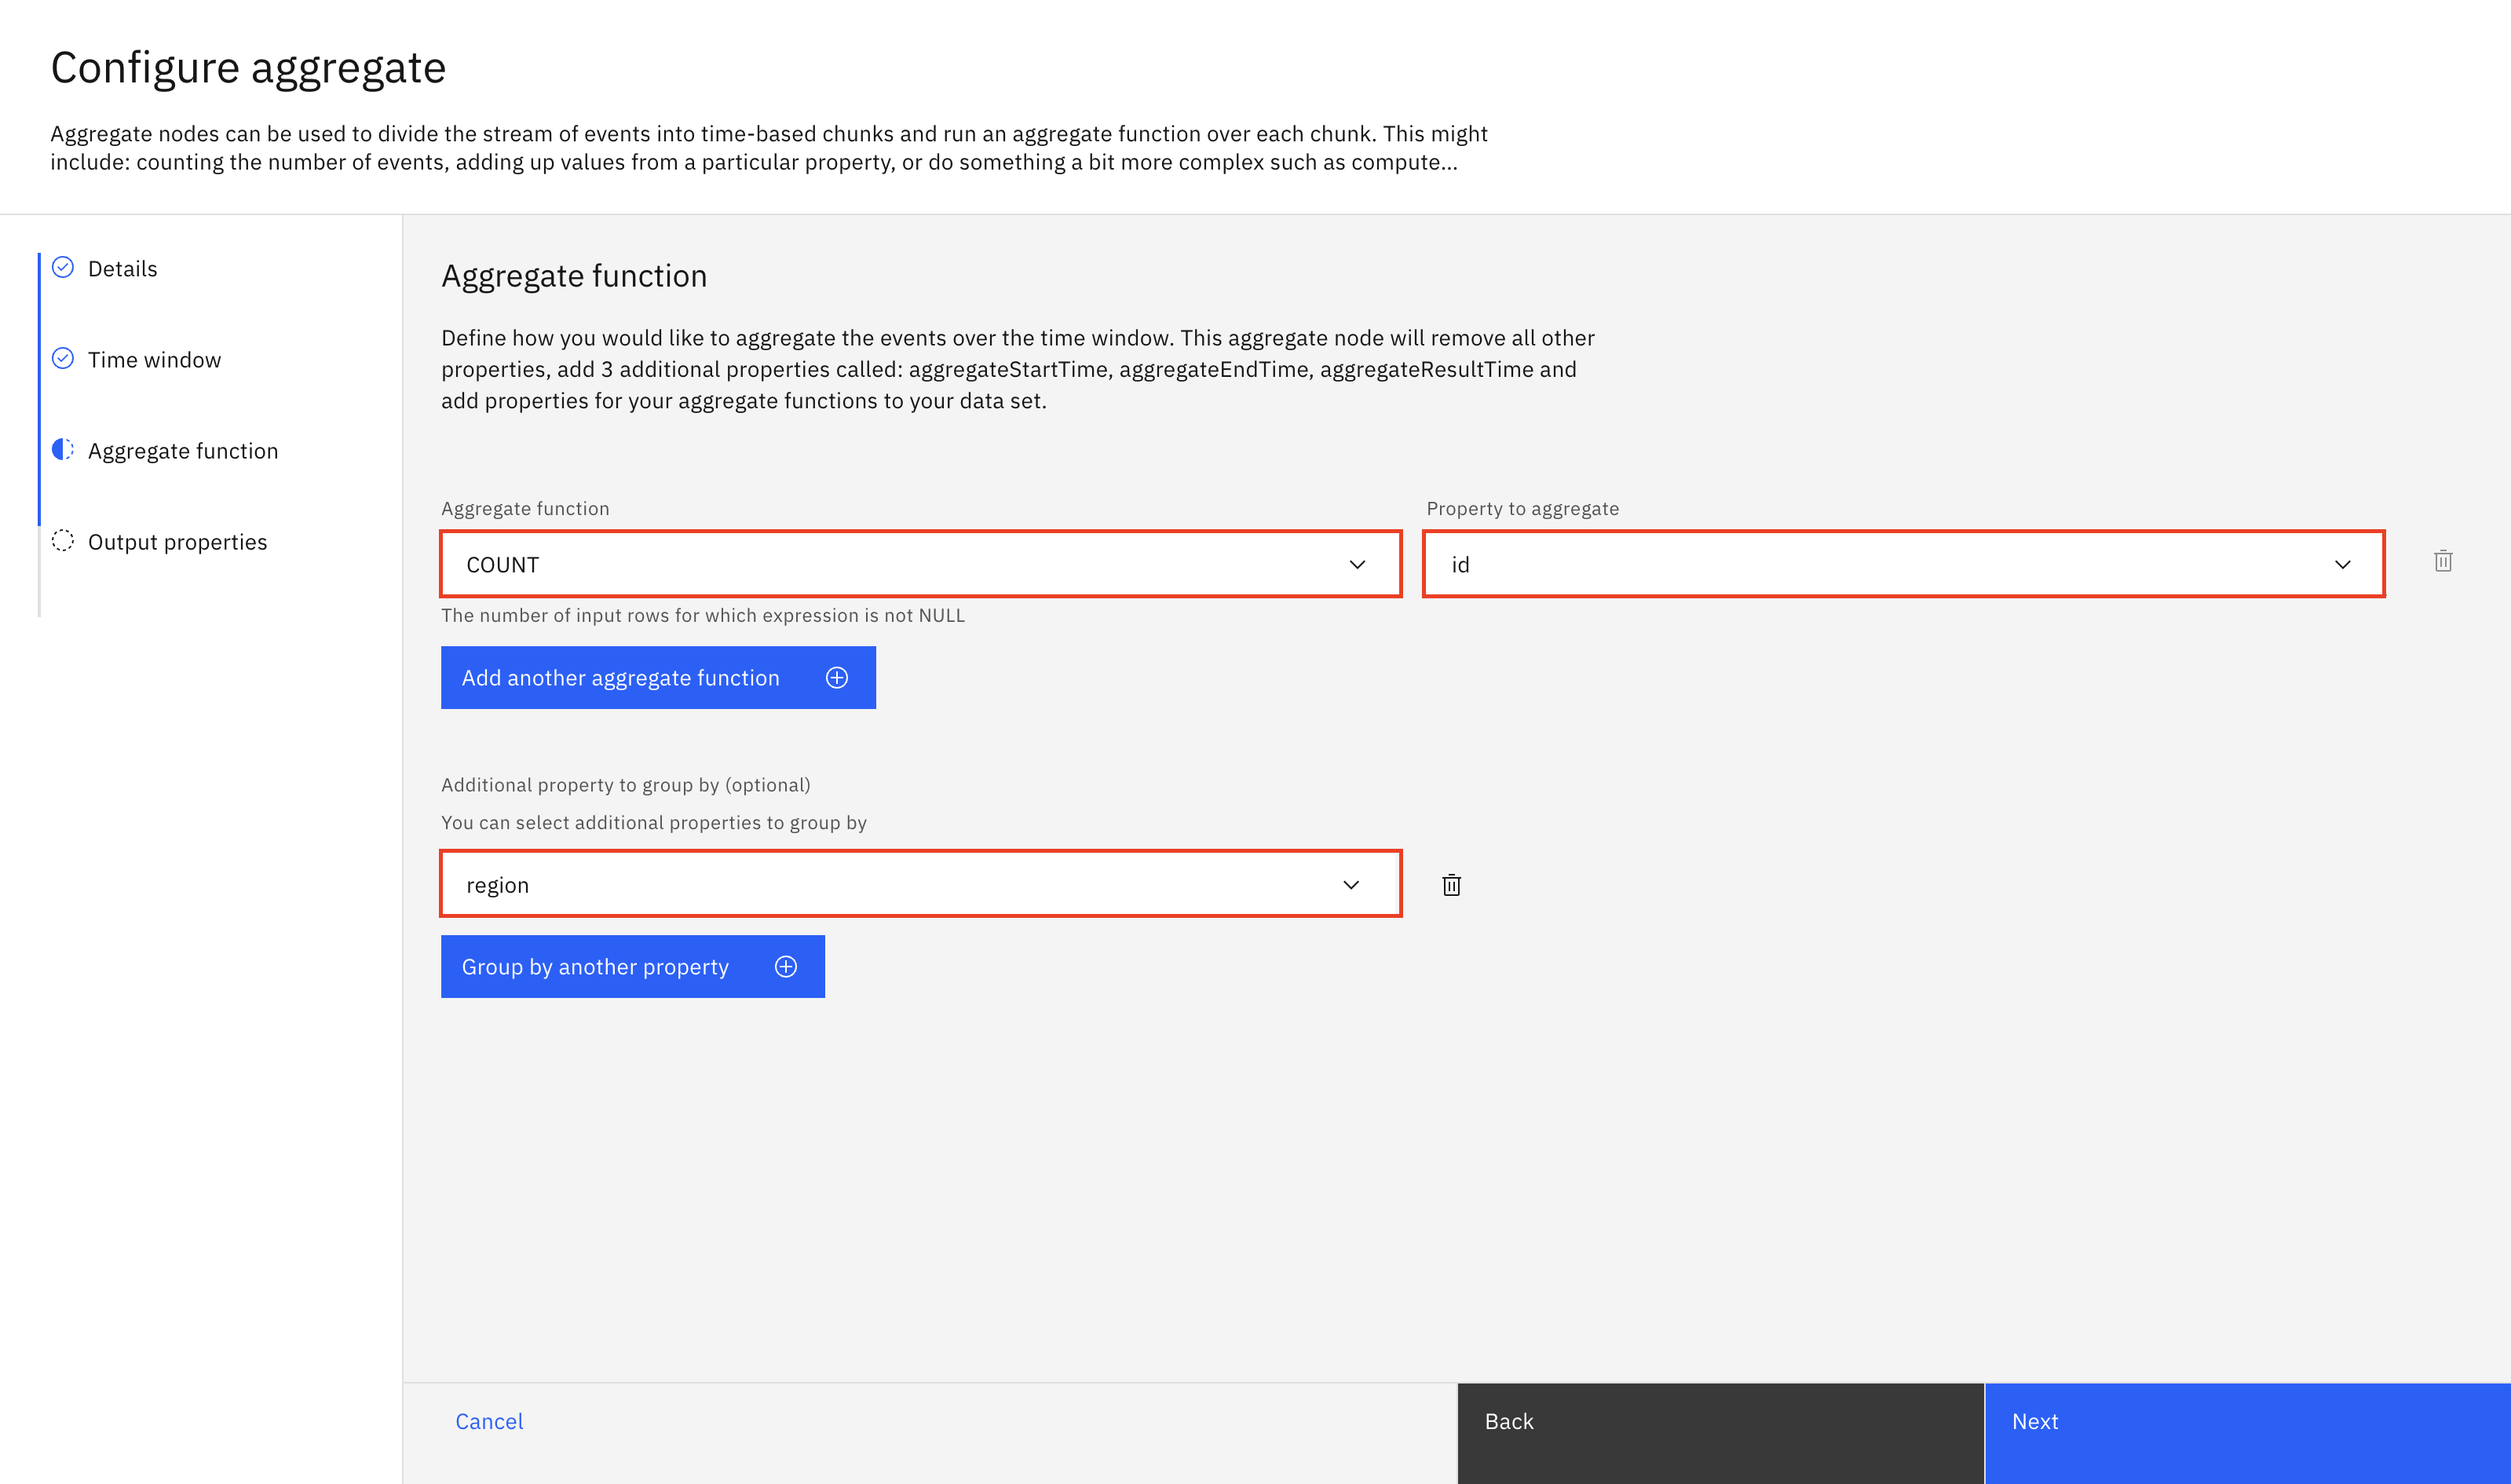 Configure aggregate
Aggregate nodes can be used to divide the stream of events into time-based chunks and run an aggregate function over each chunk. This might
include: counting the number of events, adding up values from a particular property, or do something a bit more complex such as compute...
Details
Time window
Aggregate function
Output properties
Aggregate function
Define how you would like to aggregate the events over the time window. This aggregate node will remove all other
properties, add 3 additional properties called: aggregateStartTime, aggregateEndTime, aggregateResultTime and
add properties for your aggregate functions to your data set.
Aggregate function
Property to aggregate
COUNT
id
The number of input rows for which expression is not NULL
Add another aggregate function
Additional property to group by (optional)
You can select additional properties to group by
region
Group by another property
Cancel
Back
Next